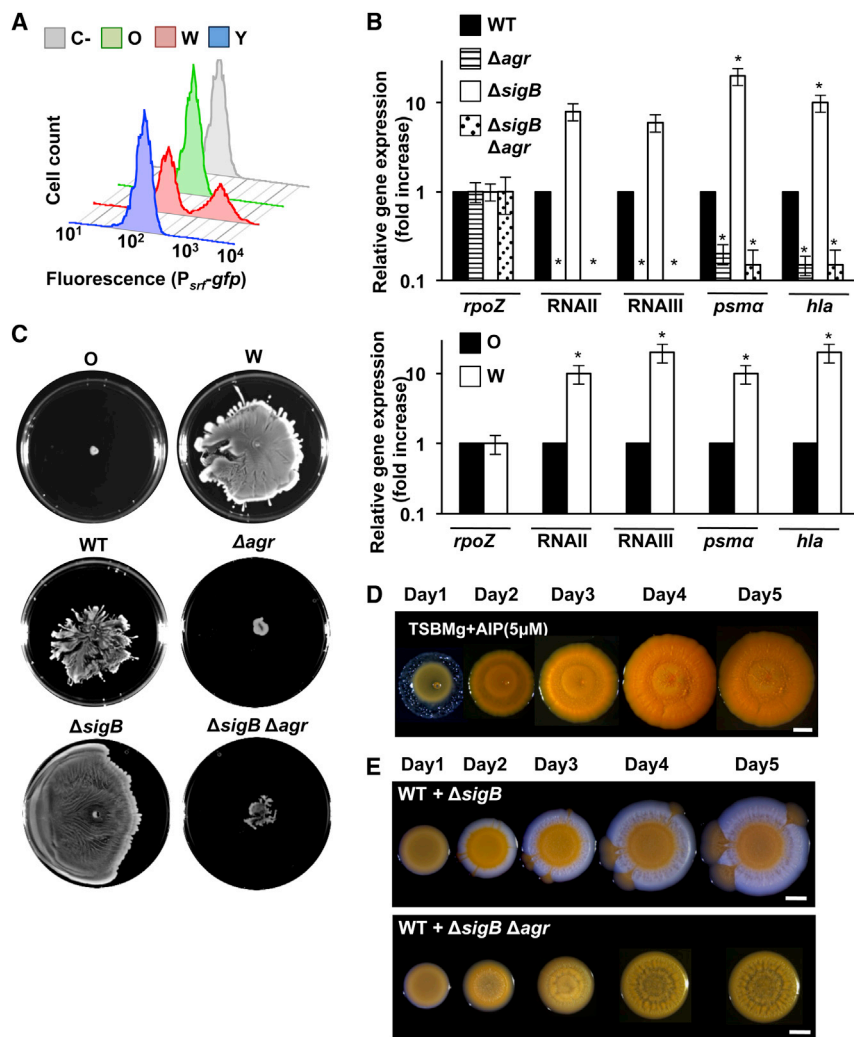 A
C- O W Y
Cell count
10¹ 10² 10³ 10⁴
Fluorescence (Psrf-gfp)
B
WT
Δagr
ΔsigB
ΔsigB
Δagr
Relative gene expression
(fold increase)
10
1
0.1
* * * * * * * * * *
rpoZ RNAII RNAIII psmα hla
O
W
Relative gene expression
(fold increase)
10
1
0.1
* * * *
rpoZ RNAII RNAIII psmα hla
C
O W
WT Δagr
ΔsigB ΔsigB Δagr
D
Day1 Day2 Day3 Day4 Day5
TSBMg+AIP(5μM)
E
Day1 Day2 Day3 Day4 Day5
WT + ΔsigB
WT + ΔsigB Δagr